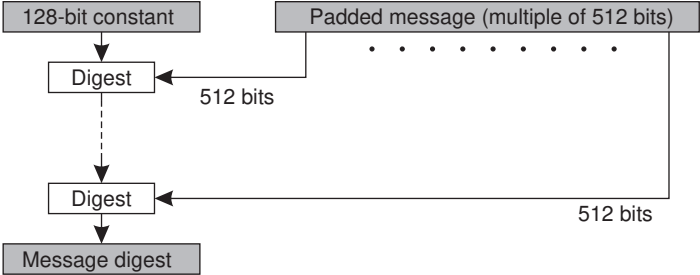 128-bit constant
Padded message (multiple of 512 bits)
Digest
512 bits
Digest
512 bits
Message digest